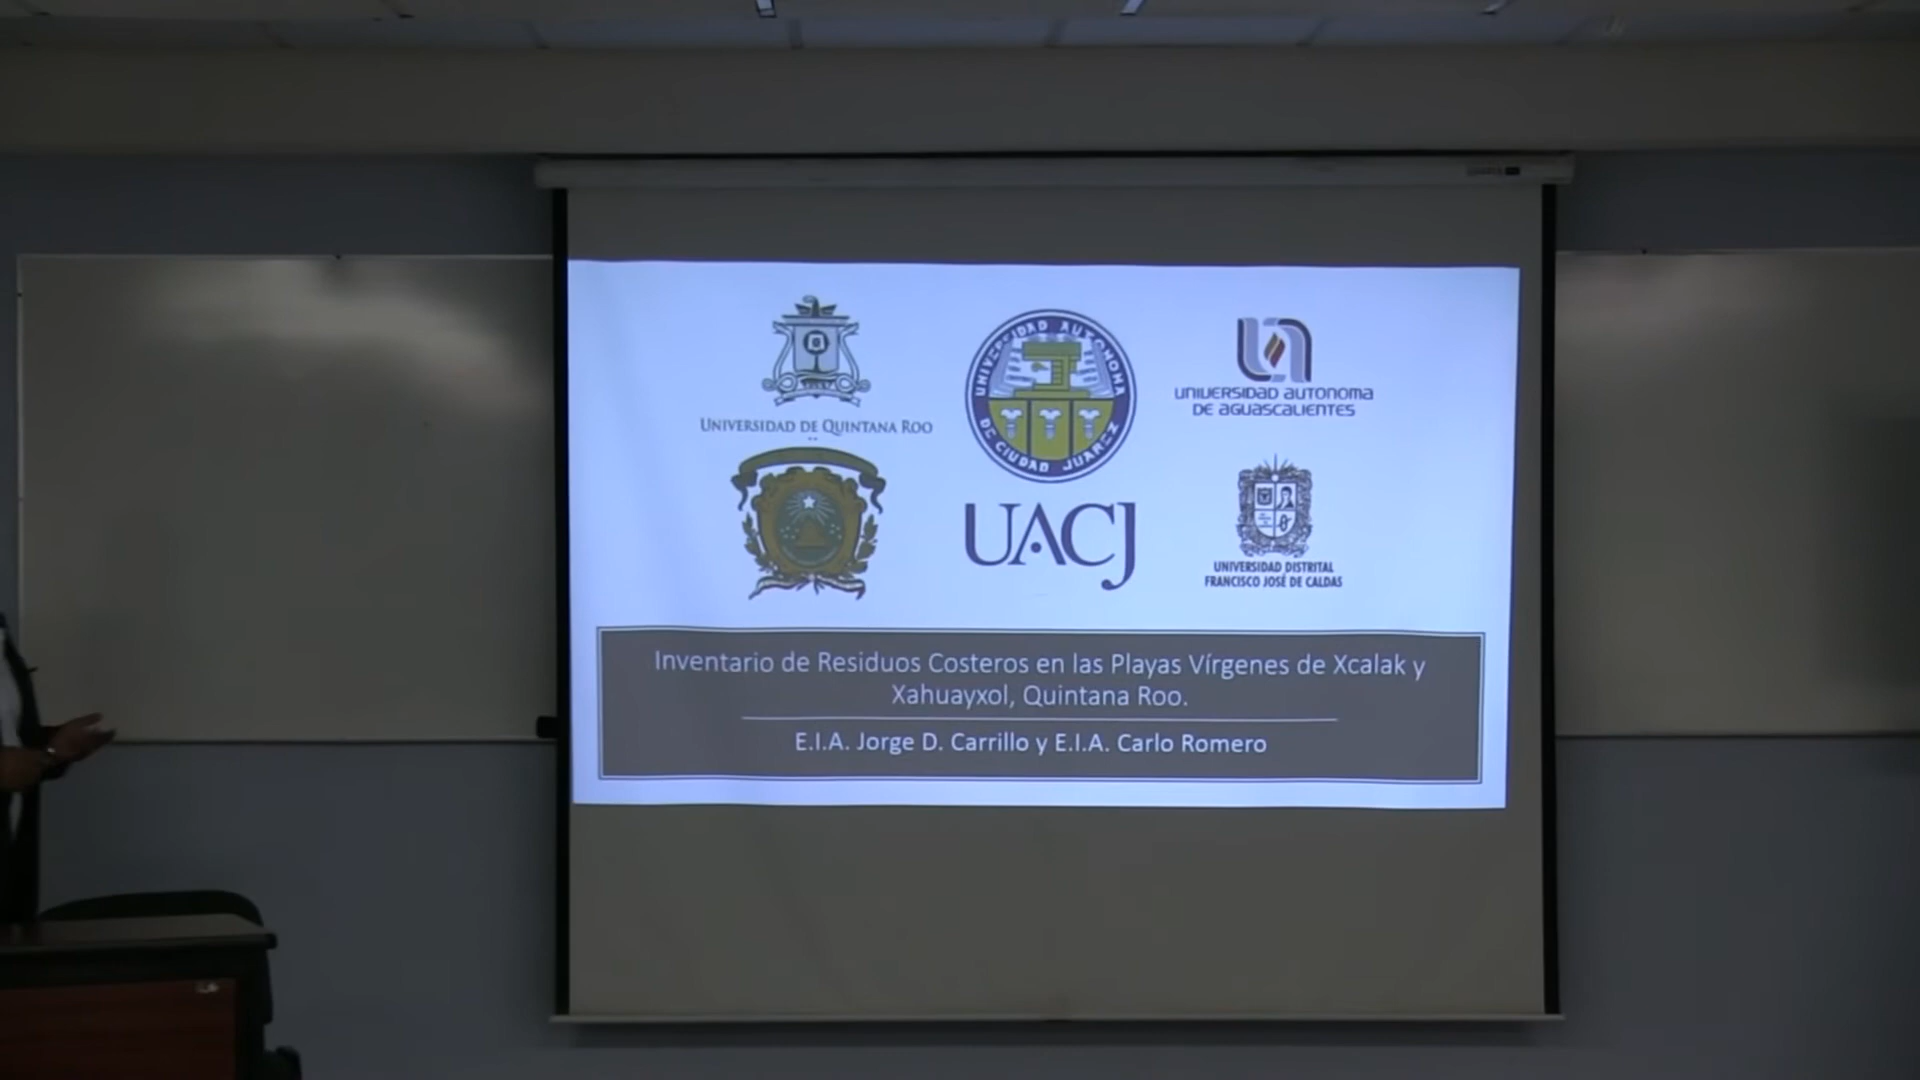 UNIVERSIDAD DE QUINTANA ROO
UNIVERSIDAD AUTONOMA
DE CIUDAD JUAREZ
UACJ
UNIVERSIDAD AUTONOMA
DE AGUASCALIENTES
UNIVERSIDAD DISTRITAL
FRANCISCO JOSÉ DE CALDAS
Inventario de Residuos Costeros en las Playas Vírgenes de Xcalak y
Xahuayxol, Quintana Roo.
E.I.A. Jorge D. Carrillo y E.I.A. Carlo Romero